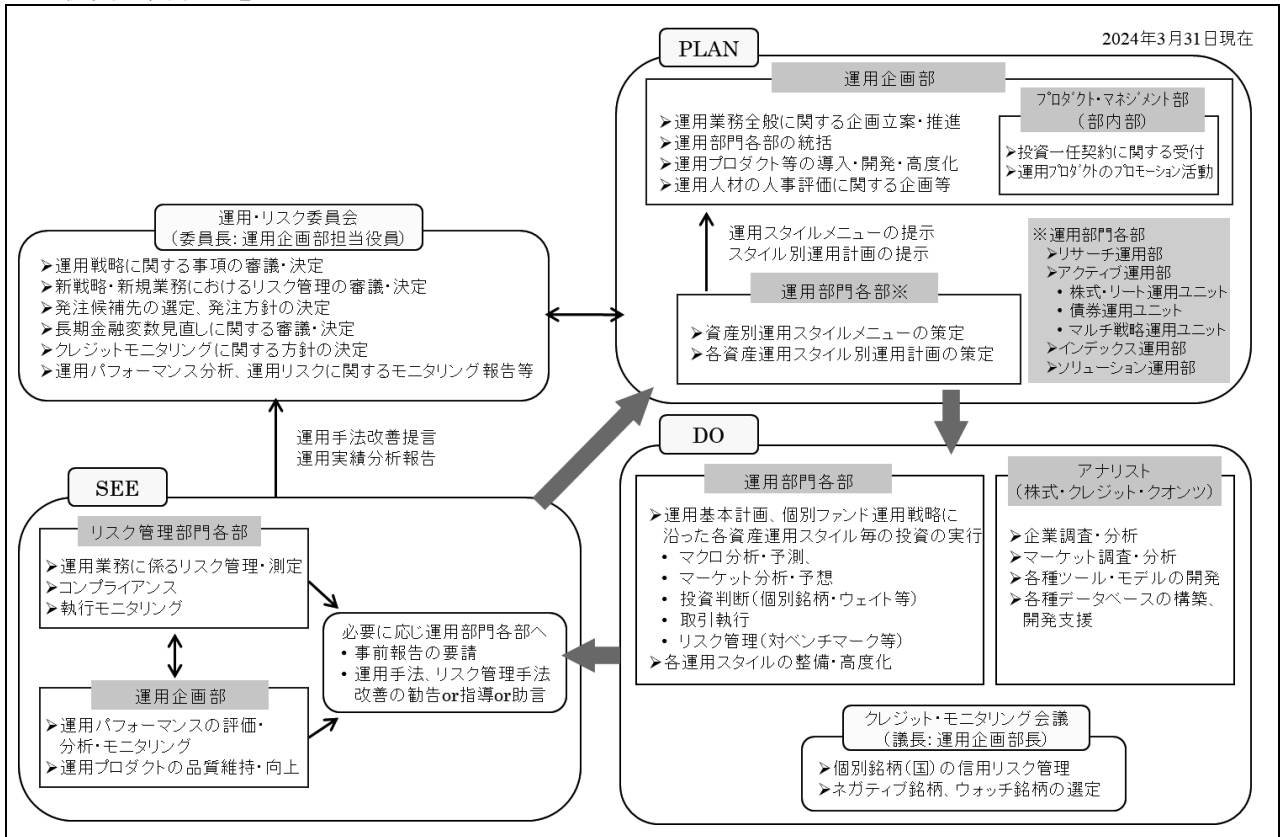 2024年3月31日現在
PLAN
運用企画部
➢運用業務全般に関する企画立案・推進
➢運用部門各部の統括
➢運用プロダクト等の導入・開発・高度化
➢運用人材の人事評価に関する企画等
プロダクト・マネジメント部
(部内部)
➢投資一任契約に関する受付
➢運用プロダクトのプロモーション活動
運用スタイルメニューの提示
スタイル別運用計画の提示
運用部門各部※
➢資産別運用スタイルメニューの策定
➢各資産運用スタイル別運用計画の策定
※運用部門各部
➢リサーチ運用部
➢アクティブ運用部
• 株式・リート運用ユニット
• 債券運用ユニット
• マルチ戦略運用ユニット
➢インデックス運用部
➢ソリューション運用部
運用・リスク委員会
(委員長:運用企画部担当役員)
➢運用戦略に関する事項の審議・決定
➢新戦略・新規業務におけるリスク管理の審議・決定
➢発注候補先の選定、発注方針の決定
➢長期金融変数見直しに関する審議・決定
➢クレジットモニタリングに関する方針の決定
➢運用パフォーマンス分析、運用リスクに関するモニタリング報告等
運用手法改善提言
運用実績分析報告
DO
運用部門各部
➢運用基本計画、個別ファンド運用戦略に
沿った各資産運用スタイル毎の投資の実行
• マクロ分析・予測、
• マーケット分析・予想
• 投資判断(個別銘柄・ウェイト等)
• 取引執行
• リスク管理(対ベンチマーク等)
➢各運用スタイルの整備・高度化
アナリスト
(株式・クレジット・クオンツ)
➢企業調査・分析
➢マーケット調査・分析
➢各種ツール・モデルの開発
➢各種データベースの構築、
開発支援
クレジット・モニタリング会議
(議長:運用企画部長)
➢個別銘柄(国)の信用リスク管理
➢ネガティブ銘柄、ウォッチ銘柄の選定
SEE
リスク管理部門各部
➢運用業務に係るリスク管理・測定
➢コンプライアンス
➢執行モニタリング
運用企画部
➢運用パフォーマンスの評価・
分析・モニタリング
➢運用プロダクトの品質維持・向上
必要に応じ運用部門各部へ
• 事前報告の要請
• 運用手法、リスク管理手法
改善の勧告or指導or助言